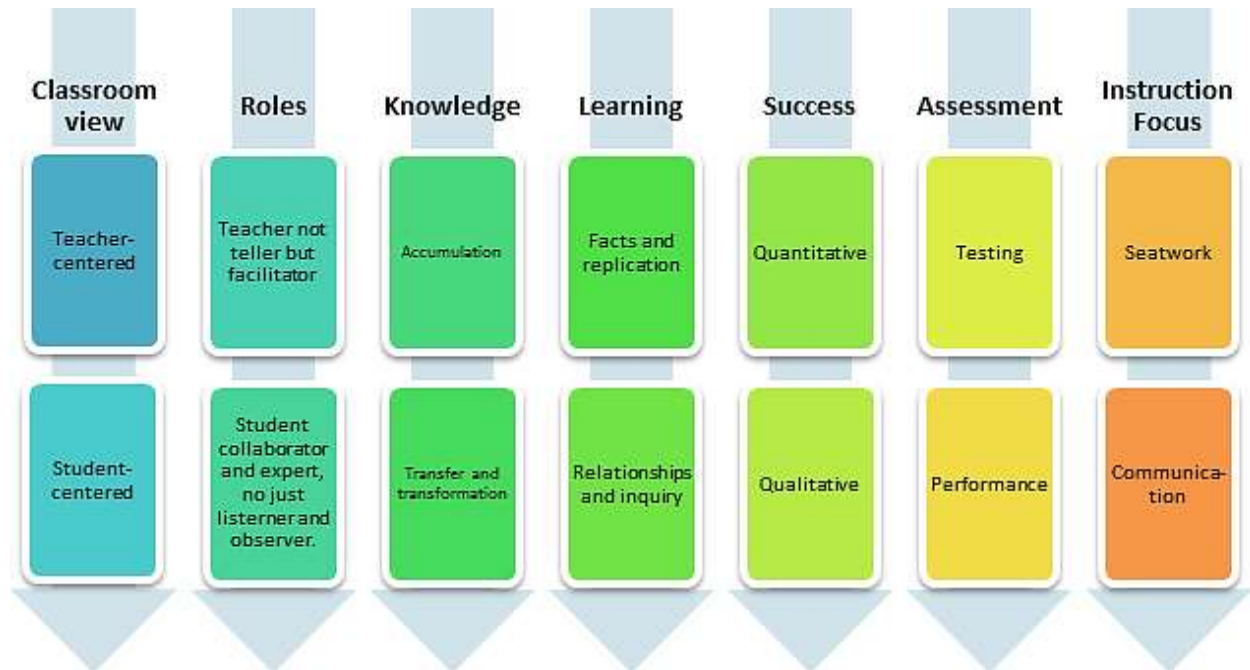 Classroom
view
Roles
Knowledge
Learning
Success
Assessment
Instruction
Focus
Teacher-
centered
Teacher not
teller but
facilitator
Accumulation
Facts and
replication
Quantitative
Testing
Seatwork
Student-
centered
Student
collaborator
and expert,
no just
listerner and
observer.
Transfer and
transformation
Relationships
and inquiry
Qualitative
Performance
Communica-
tion